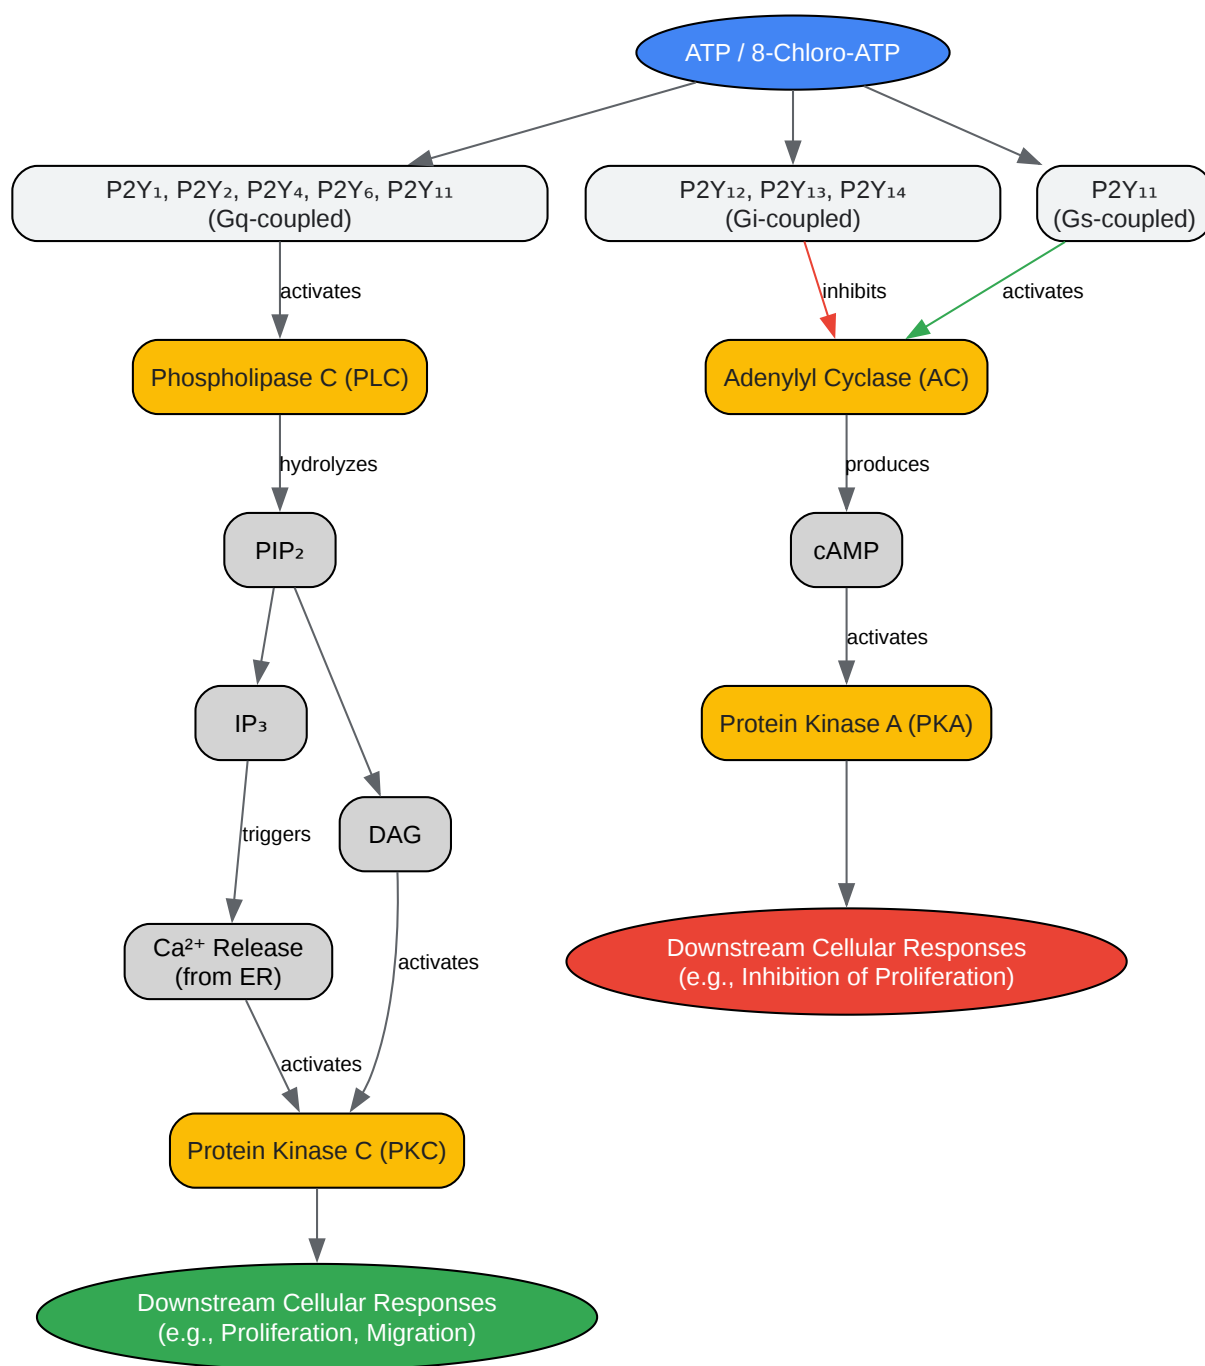 ATP / 8-Chloro-ATP
P2Y₁, P2Y₂, P2Y₄, P2Y₆, P2Y₁₁
(Gq-coupled)
P2Y₁₂, P2Y₁₃, P2Y₁₄
(Gi-coupled)
P2Y₁₁
(Gs-coupled)
activates
inhibits
activates
Phospholipase C (PLC)
Adenylyl Cyclase (AC)
hydrolyzes
produces
PIP₂
cAMP
activates
IP₃
Protein Kinase A (PKA)
triggers
DAG
Ca²⁺ Release
(from ER)
activates
Downstream Cellular Responses
(e.g., Inhibition of Proliferation)
activates
Protein Kinase C (PKC)
Downstream Cellular Responses
(e.g., Proliferation, Migration)